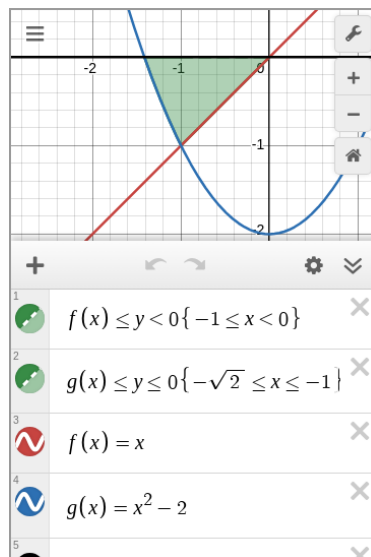 -2
-1
0
-1
-2
1
f(x) ≤ y < 0{-1 ≤ x < 0}
2
g(x) ≤ y ≤ 0{-√2 ≤ x ≤ -1}
3
f(x) = x
4
g(x) = x² - 2
5